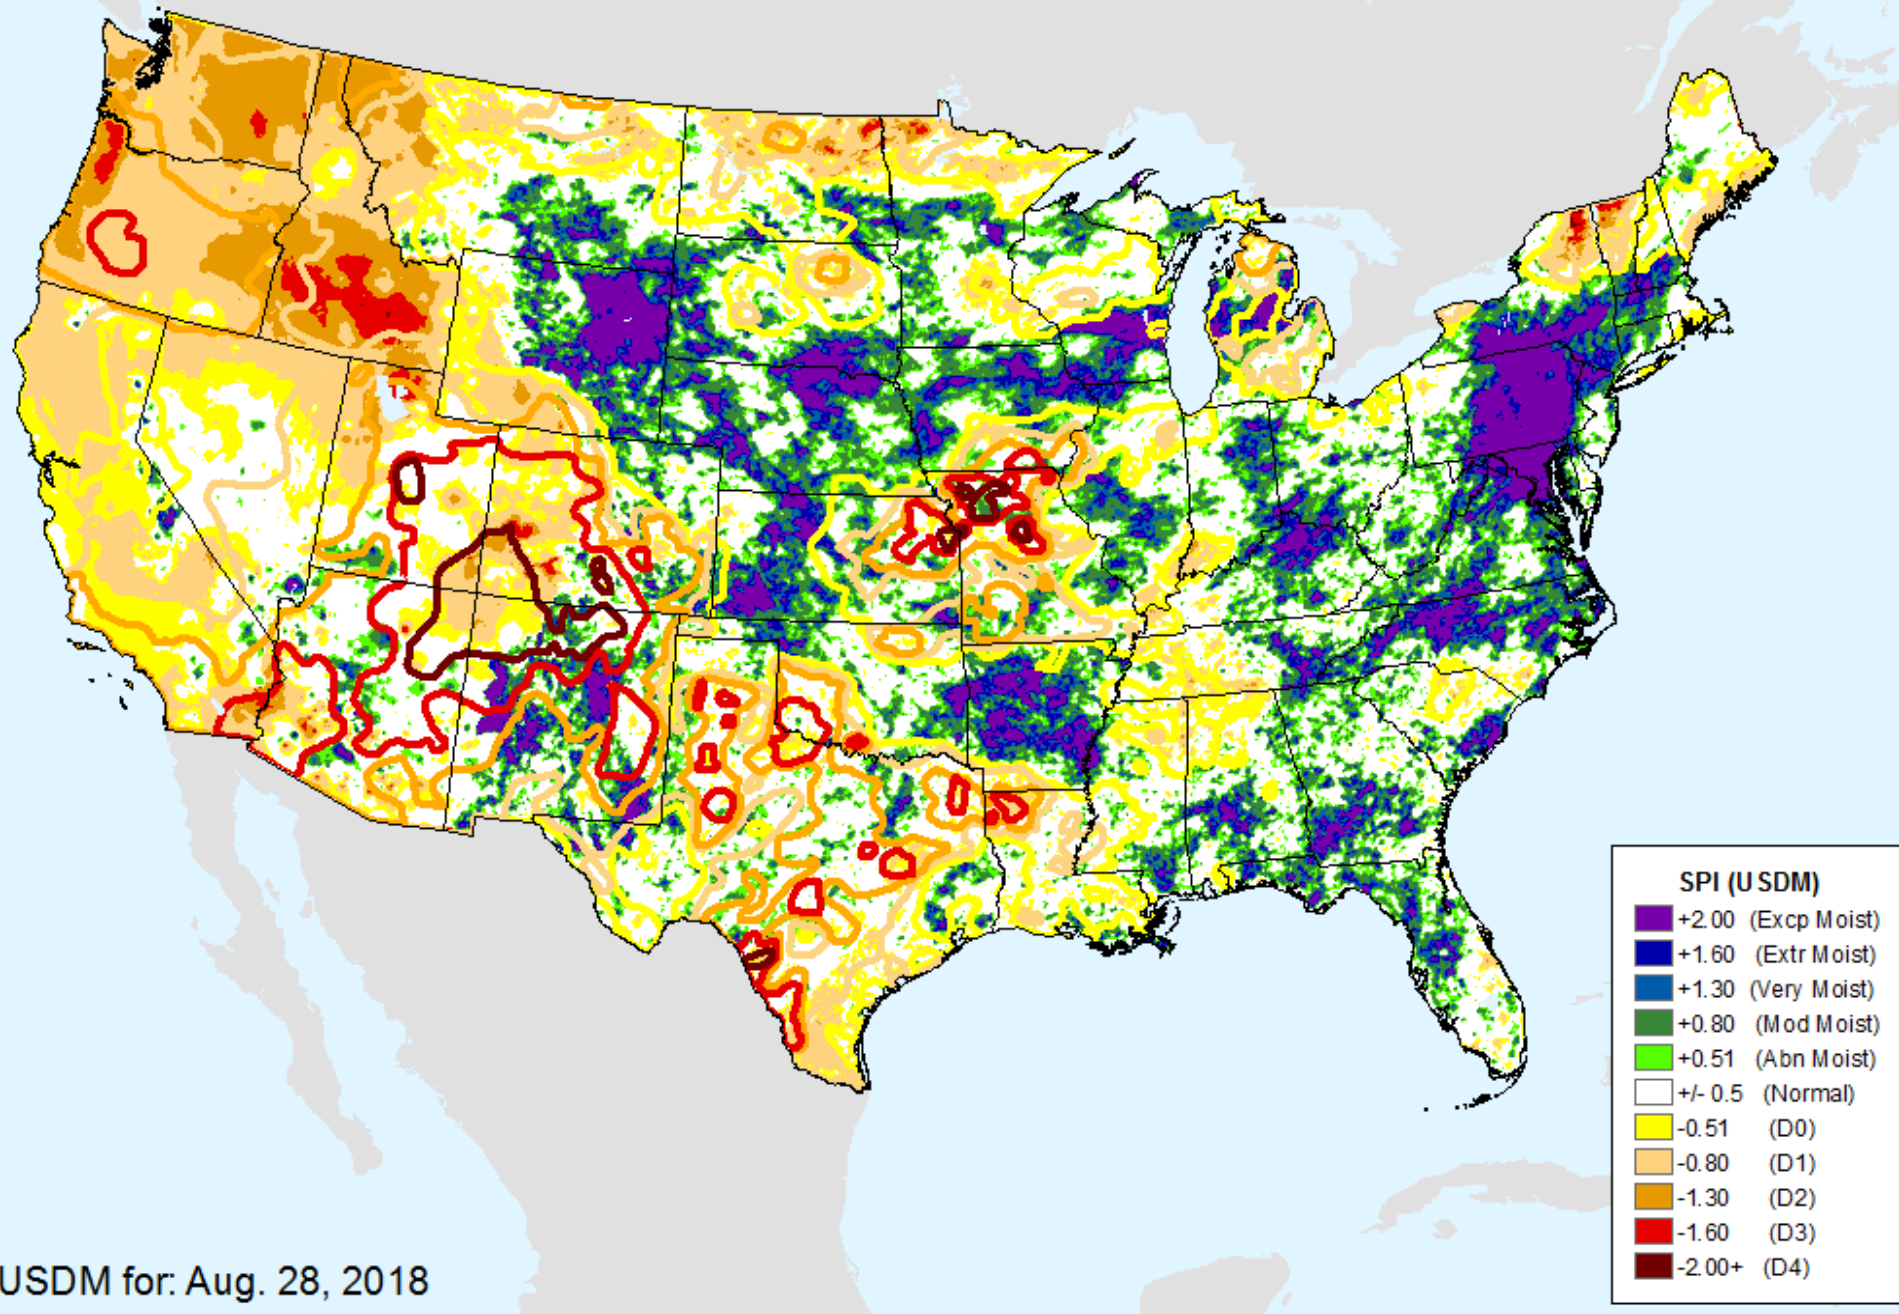 SPI (USDM)
+2.00 (Excp Moist)
+1.60 (Extr Moist)
+1.30 (Very Moist)
+0.80 (Mod Moist)
+0.51 (Abn Moist)
+/- 0.5 (Normal)
-0.51 (D0)
-0.80 (D1)
-1.30 (D2)
-1.60 (D3)
-2.00+ (D4)
USDM for: Aug. 28, 2018